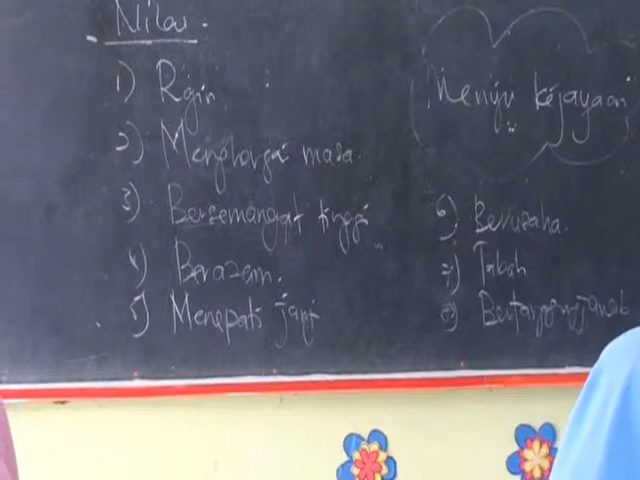 Nilai.
1) Rajin
2) Menghargai masa.
3) Bersemangat tinggi
4) Berazam.
5) Menepati janji
Menuju kejayaan
6) Berusaha.
7) Tabah
8) Bertanggungjawab